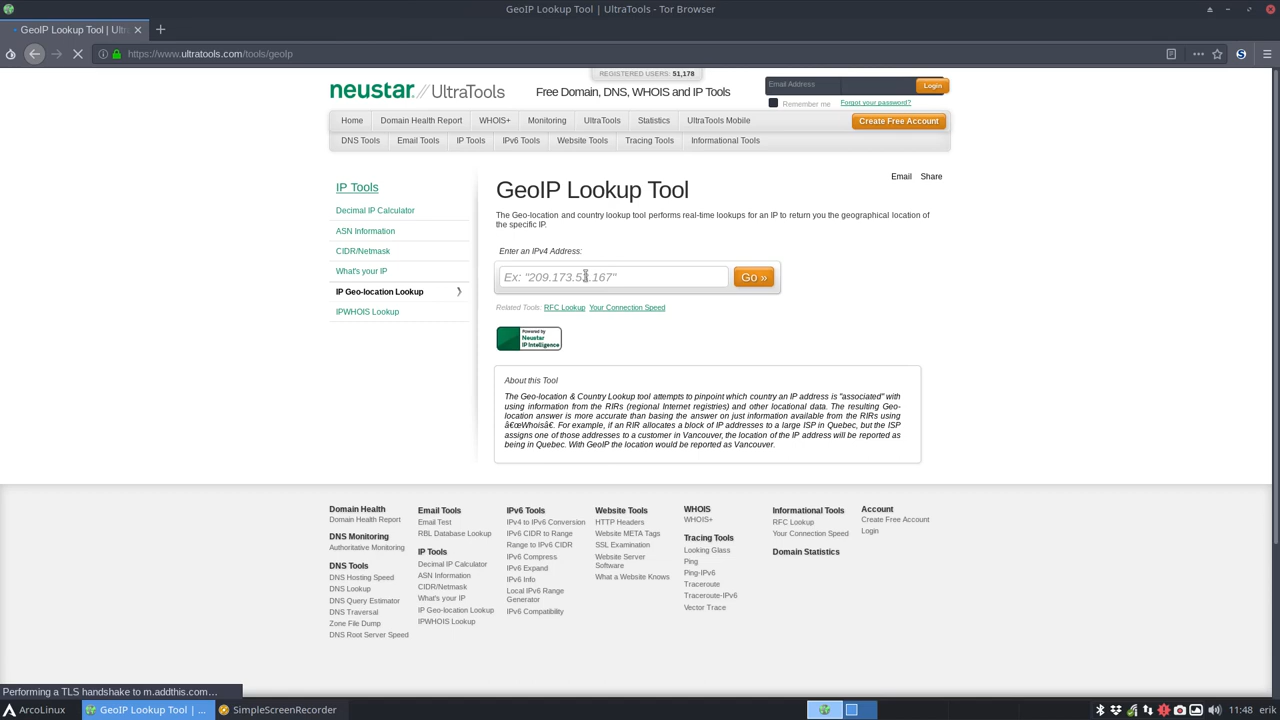 GeoIP Lookup Tool | UltraTools - Tor Browser
GeoIP Lookup Tool | Ult
https://www.ultratools.com/tools/geoIp
REGISTERED USERS: 51,178
neustar // UltraTools
Free Domain, DNS, WHOIS and IP Tools
Email Address
Login
Remember me
Forgot your password?
Home
Domain Health Report
WHOIS+
Monitoring
UltraTools
Statistics
UltraTools Mobile
Create Free Account
DNS Tools
Email Tools
IP Tools
IPv6 Tools
Website Tools
Tracing Tools
Informational Tools
IP Tools
Decimal IP Calculator
ASN Information
CIDR/Netmask
What's your IP
IP Geo-location Lookup
IPWHOIS Lookup
Email
Share
GeoIP Lookup Tool
The Geo-location and country lookup tool performs real-time lookups for an IP to return you the geographical location of
the specific IP.
Enter an IPv4 Address:
Ex: "209.173.53.167"
Go »
Related Tools: RFC Lookup Your Connection Speed
Powered by
Neustar
IP Intelligence
About this Tool
The Geo-location & Country Lookup tool attempts to pinpoint which country an IP address is "associated" with
using information from the RIRs (regional Internet registries) and other locational data. The resulting Geo-
location answer is more accurate than basing the answer on just information available from the RIRs using
â€œWhoisâ€. For example, if an RIR allocates a block of IP addresses to a large ISP in Quebec, but the ISP
assigns one of those addresses to a customer in Vancouver, the location of the IP address will be reported as
being in Quebec. With GeoIP the location would be reported as Vancouver.
Domain Health
Domain Health Report
DNS Monitoring
Authoritative Monitoring
DNS Tools
DNS Hosting Speed
DNS Lookup
DNS Query Estimator
DNS Traversal
Zone File Dump
DNS Root Server Speed
Email Tools
Email Test
RBL Database Lookup
IP Tools
Decimal IP Calculator
ASN Information
CIDR/Netmask
What's your IP
IP Geo-location Lookup
IPWHOIS Lookup
IPv6 Tools
IPv4 to IPv6 Conversion
IPv6 CIDR to Range
Range to IPv6 CIDR
IPv6 Compress
IPv6 Expand
IPv6 Info
Local IPv6 Range
Generator
IPv6 Compatibility
Website Tools
HTTP Headers
Website META Tags
SSL Examination
Website Server
Software
What a Website Knows
WHOIS
WHOIS+
Tracing Tools
Looking Glass
Ping
Ping-IPv6
Traceroute
Traceroute-IPv6
Vector Trace
Informational Tools
RFC Lookup
Your Connection Speed
Domain Statistics
Account
Create Free Account
Login
Performing a TLS handshake to m.addthis.com...
ArcoLinux
GeoIP Lookup Tool | ...
SimpleScreenRecorder
11:48
erik